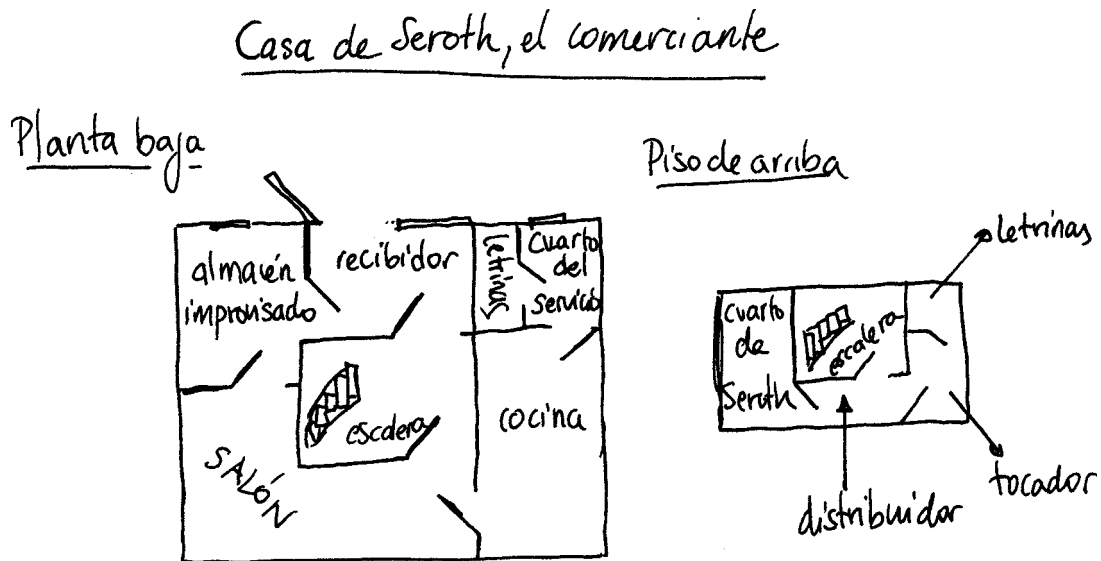 Casa de Seroth, el comerciante
Planta baja
almacén
improvisado
recibidor
letrinas
Cuarto
del
Servicio
escalera
cocina
SALÓN
Piso de arriba
letrinas
Cuarto
de
Seroth
escalera
tocador
distribuidor